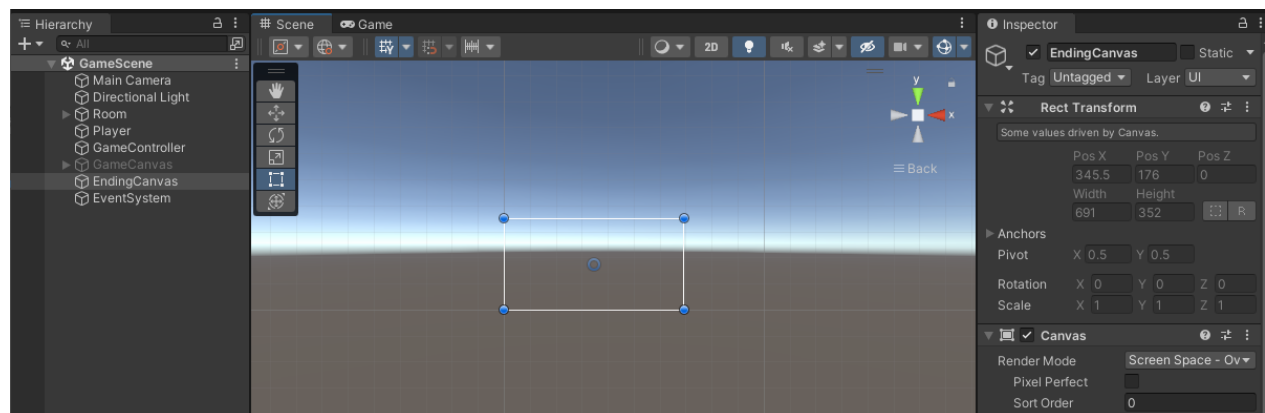 Hierarchy
All
GameScene
Main Camera
Directional Light
Room
Player
GameController
GameCanvas
EndingCanvas
EventSystem
# Scene
Game
2D
y
x
Back
Inspector
EndingCanvas
Static
Tag Untagged Layer UI
Rect Transform
Some values driven by Canvas.
Pos X Pos Y Pos Z
345.5 176 0
Width Height
691 352
R
Anchors
Pivot X 0.5 Y 0.5
Rotation X 0 Y 0 Z 0
Scale X 1 Y 1 Z 1
Canvas
Render Mode Screen Space - Ov
Pixel Perfect
Sort Order 0